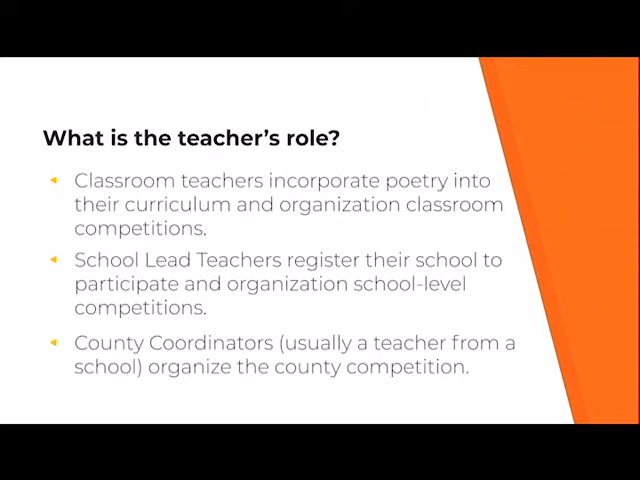 What is the teacher's role?
Classroom teachers incorporate poetry into
their curriculum and organization classroom
competitions.
School Lead Teachers register their school to
participate and organization school-level
competitions.
County Coordinators (usually a teacher from a
school) organize the county competition.